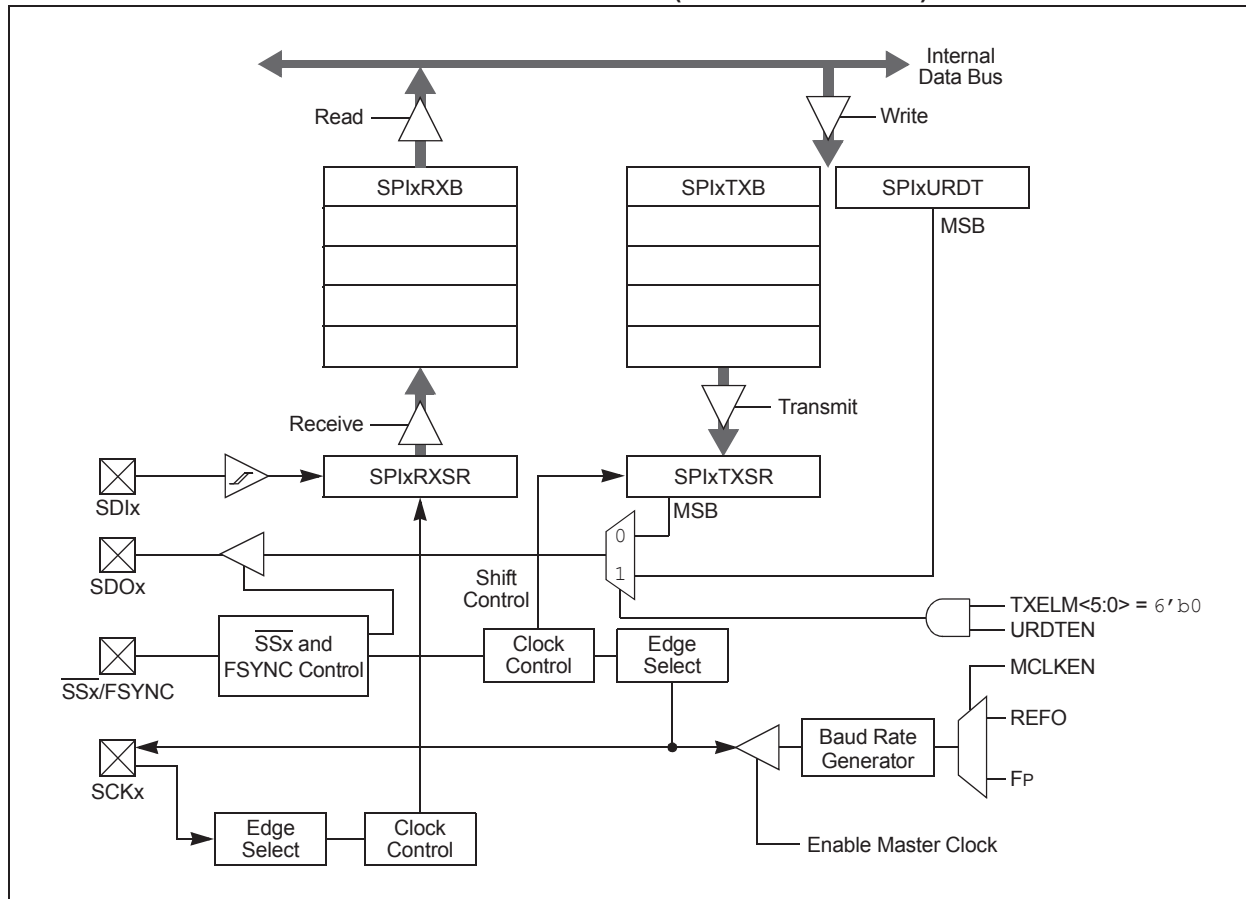 Internal
Data Bus
Read
Write
SPIxRXB
SPIxTXB
SPIxURDT
MSB
Receive
Transmit
SPIxRXSR
SPIxTXSR
SDIx
MSB
0
1
SDOx
Shift
Control
TXELM<5:0> = 6'b0
URDTEN
SSx and
FSYNC Control
Clock
Control
Edge
Select
SSx/FSYNC
MCLKEN
REFO
Baud Rate
Generator
FP
SCKx
Edge
Select
Clock
Control
Enable Master Clock